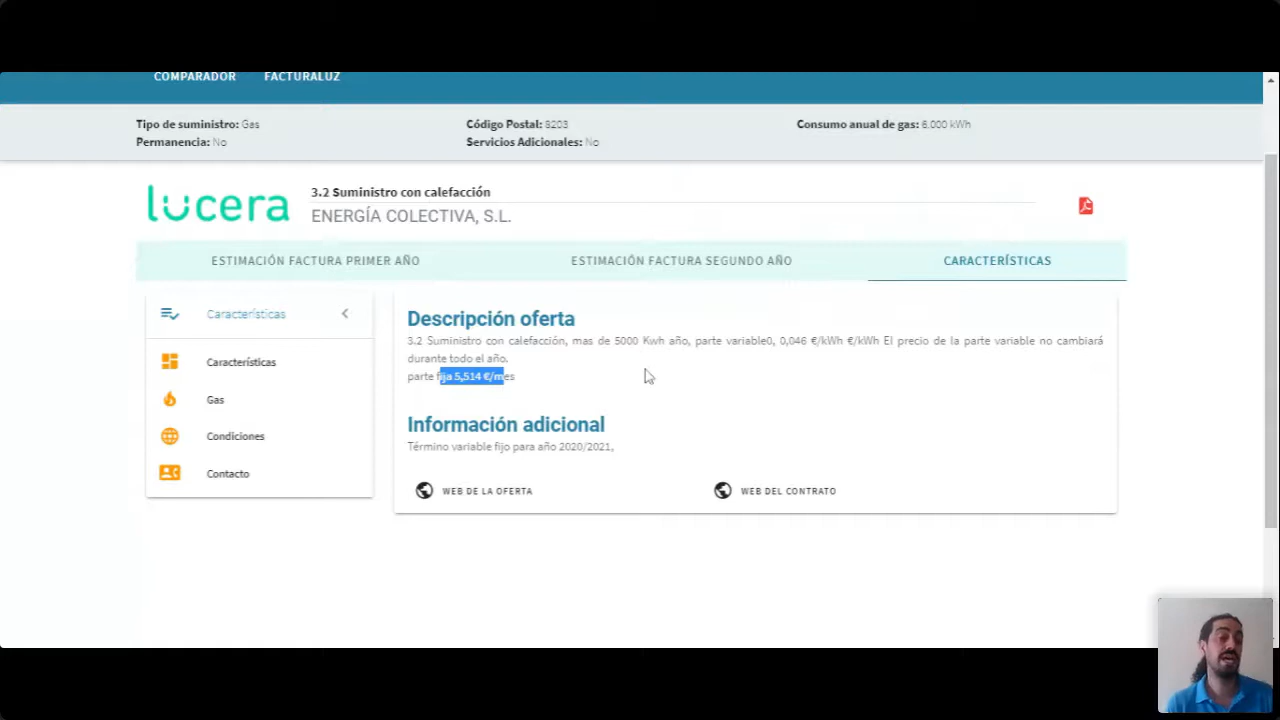 COMPARADOR FACTURALUZ
Tipo de suministro: Gas
Código Postal: 8203
Consumo anual de gas: 6.000 kWh
Permanencia: No
Servicios Adicionales: No
lucera
3.2 Suministro con calefacción
ENERGÍA COLECTIVA, S.L.
ESTIMACIÓN FACTURA PRIMER AÑO
ESTIMACIÓN FACTURA SEGUNDO AÑO
CARACTERÍSTICAS
Características
Características
Gas
Condiciones
Contacto
Descripción oferta
3.2 Suministro con calefacción, mas de 5000 Kwh año, parte variable0, 0,046 €/kWh €/kWh El precio de la parte variable no cambiará
durante todo el año.
parte fija 5,514 €/mes
Información adicional
Término variable fijo para año 2020/2021,
WEB DE LA OFERTA
WEB DEL CONTRATO